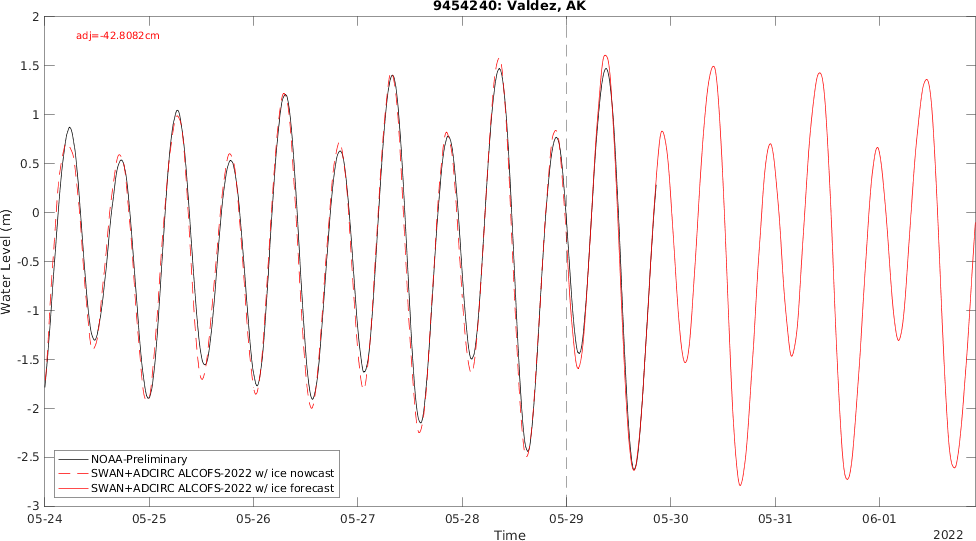 9454240: Valdez, AK
adj=-42.8082cm
Water Level (m)
2
1.5
1
0.5
0
-0.5
-1
-1.5
-2
-2.5
-3
NOAA-Preliminary
SWAN+ADCIRC ALCOFS-2022 w/ ice nowcast
SWAN+ADCIRC ALCOFS-2022 w/ ice forecast
05-24 05-25 05-26 05-27 05-28 05-29 05-30 05-31 06-01
Time
2022